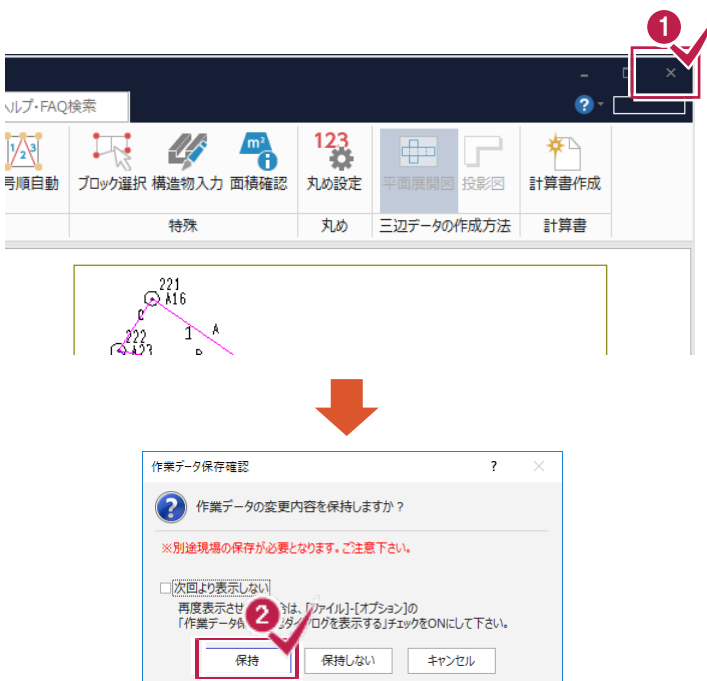 1
ヘルプ・FAQ検索
?
号順自動
ブロック選択 構造物入力 面積確認
123
丸め設定
平面展開図 投影図
計算書作成
特殊
丸め
三辺データの作成方法
計算書
221
A16
C
222
1
A
A23
B
作業データ保存確認
?
作業データの変更内容を保持しますか?
※別途現場の保存が必要となります。ご注意下さい。
次回より表示しない
再度表示させ は、[ファイル]-[オプション]の
「作業データ ログを表示する」チェックをONにして下さい。
2
保持
保持しない
キャンセル